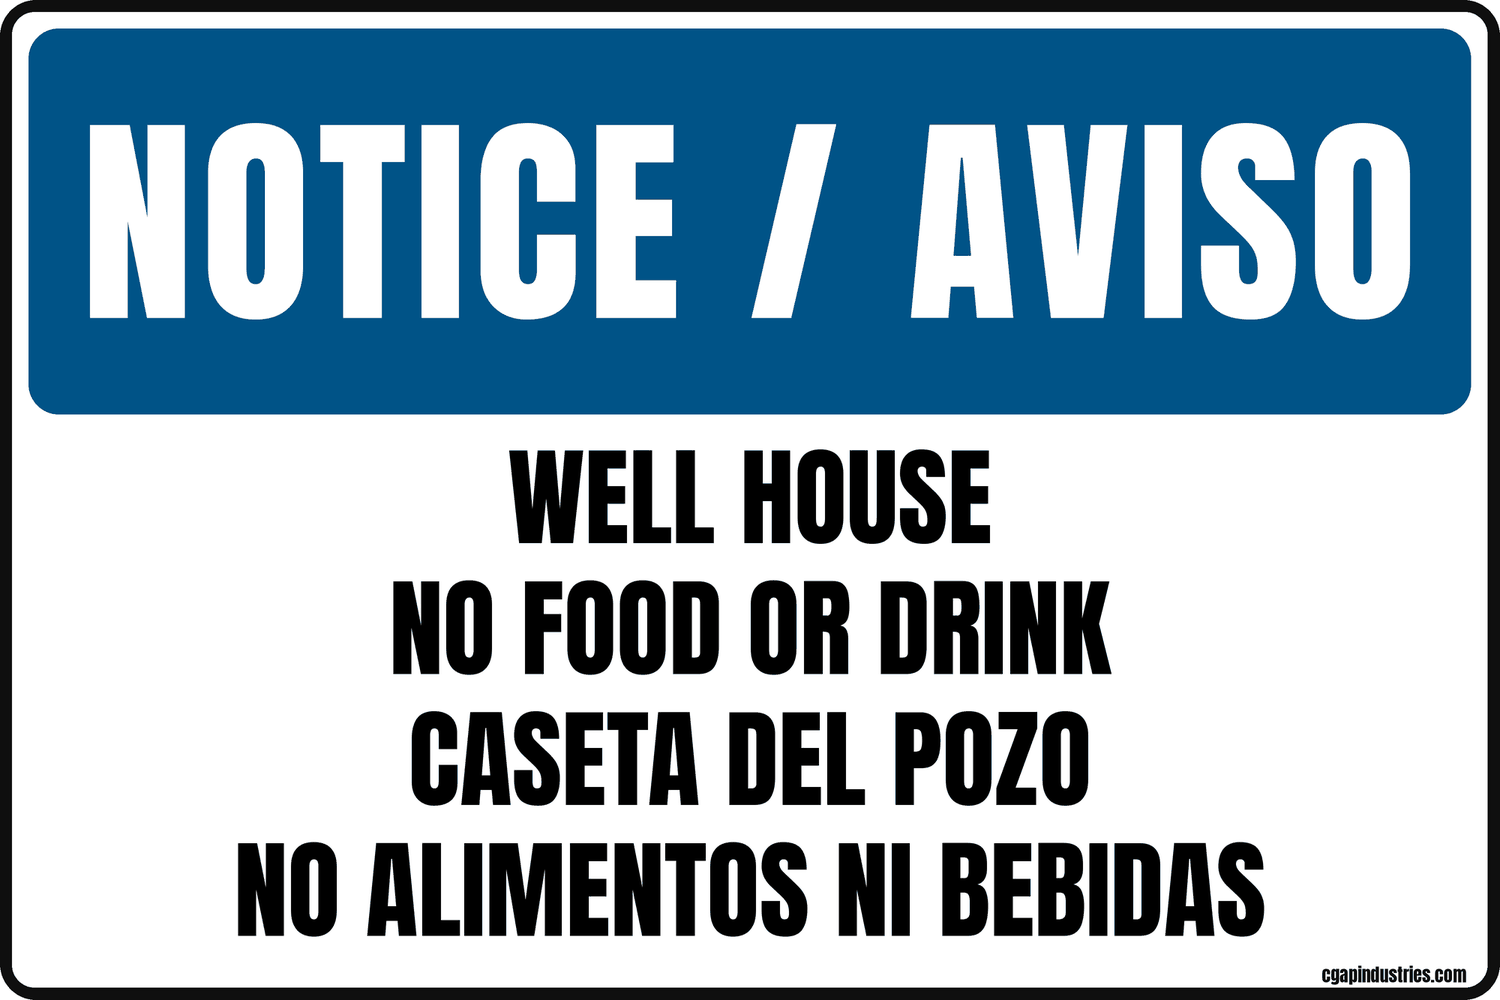 NOTICE / AVISO
WELL HOUSE
NO FOOD OR DRINK
CASETA DEL POZO
NO ALIMENTOS NI BEBIDAS
cgapindustries.com